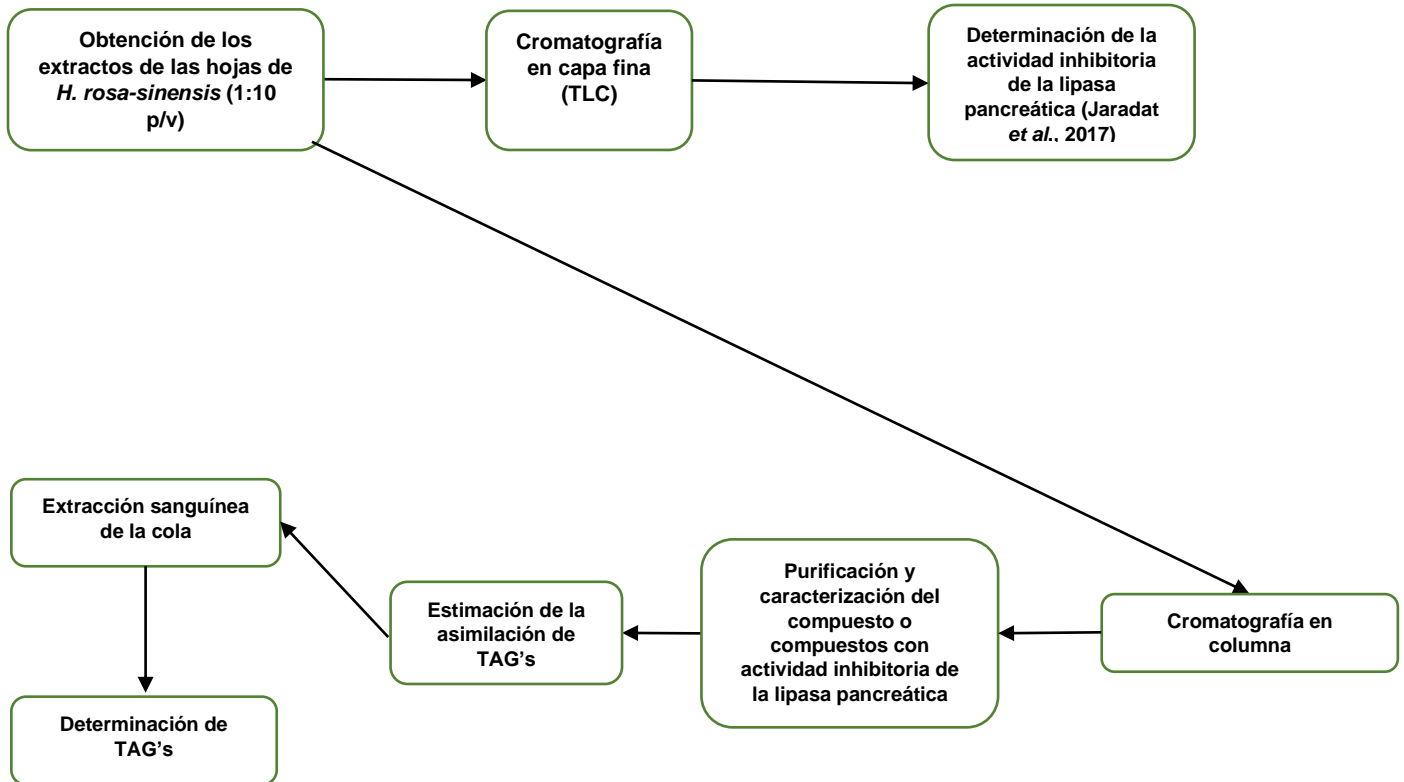 Obtención de los
extractos de las hojas de
H. rosa-sinensis (1:10
p/v)
Cromatografía
en capa fina
(TLC)
Determinación de la
actividad inhibitoria
de la lipasa
pancreática (Jaradat
et al., 2017)
Extracción sanguínea
de la cola
Estimación de la
asimilación de
TAG's
Purificación y
caracterización del
compuesto o
compuestos con
actividad inhibitoria de
la lipasa pancreática
Cromatografía en
columna
Determinación de
TAG's